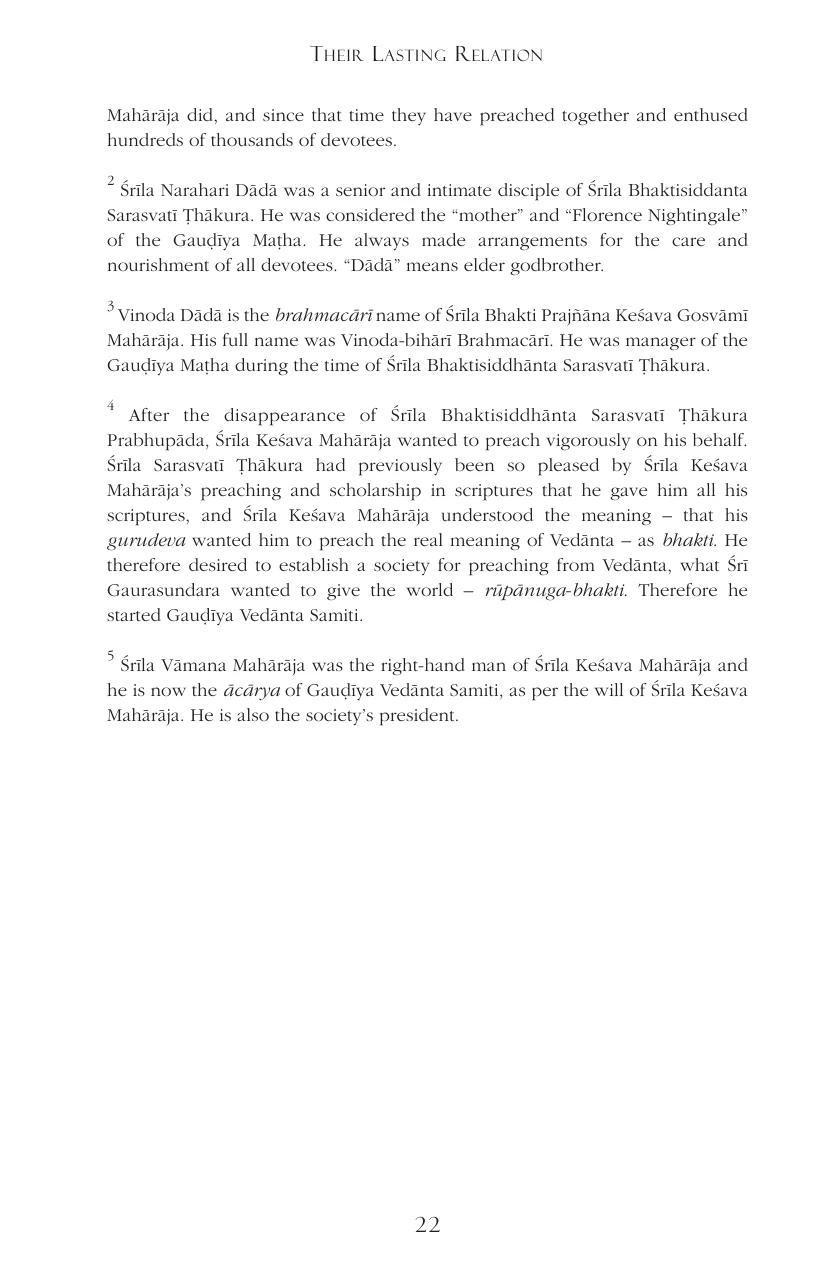 Their Lasting Relation
Mahārāja did, and since that time they have preached together and enthused
hundreds of thousands of devotees.
2 Śrīla Narahari Dādā was a senior and intimate disciple of Śrīla Bhaktisiddanta
Sarasvatī Ṭhākura. He was considered the “mother” and “Florence Nightingale”
of the Gauḍīya Maṭha. He always made arrangements for the care and
nourishment of all devotees. “Dādā” means elder godbrother.
3 Vinoda Dādā is the brahmacārī name of Śrīla Bhakti Prajñāna Keśava Gosvāmī
Mahārāja. His full name was Vinoda-bihārī Brahmacārī. He was manager of the
Gauḍīya Maṭha during the time of Śrīla Bhaktisiddhānta Sarasvatī Ṭhākura.
4 After the disappearance of Śrīla Bhaktisiddhānta Sarasvatī Ṭhākura
Prabhupāda, Śrīla Keśava Mahārāja wanted to preach vigorously on his behalf.
Śrīla Sarasvatī Ṭhākura had previously been so pleased by Śrīla Keśava
Mahārāja’s preaching and scholarship in scriptures that he gave him all his
scriptures, and Śrīla Keśava Mahārāja understood the meaning – that his
gurudeva wanted him to preach the real meaning of Vedānta – as bhakti. He
therefore desired to establish a society for preaching from Vedānta, what Śrī
Gaurasundara wanted to give the world – rūpānuga-bhakti. Therefore he
started Gauḍīya Vedānta Samiti.
5 Śrīla Vāmana Mahārāja was the right-hand man of Śrīla Keśava Mahārāja and
he is now the ācārya of Gauḍīya Vedānta Samiti, as per the will of Śrīla Keśava
Mahārāja. He is also the society’s president.
22